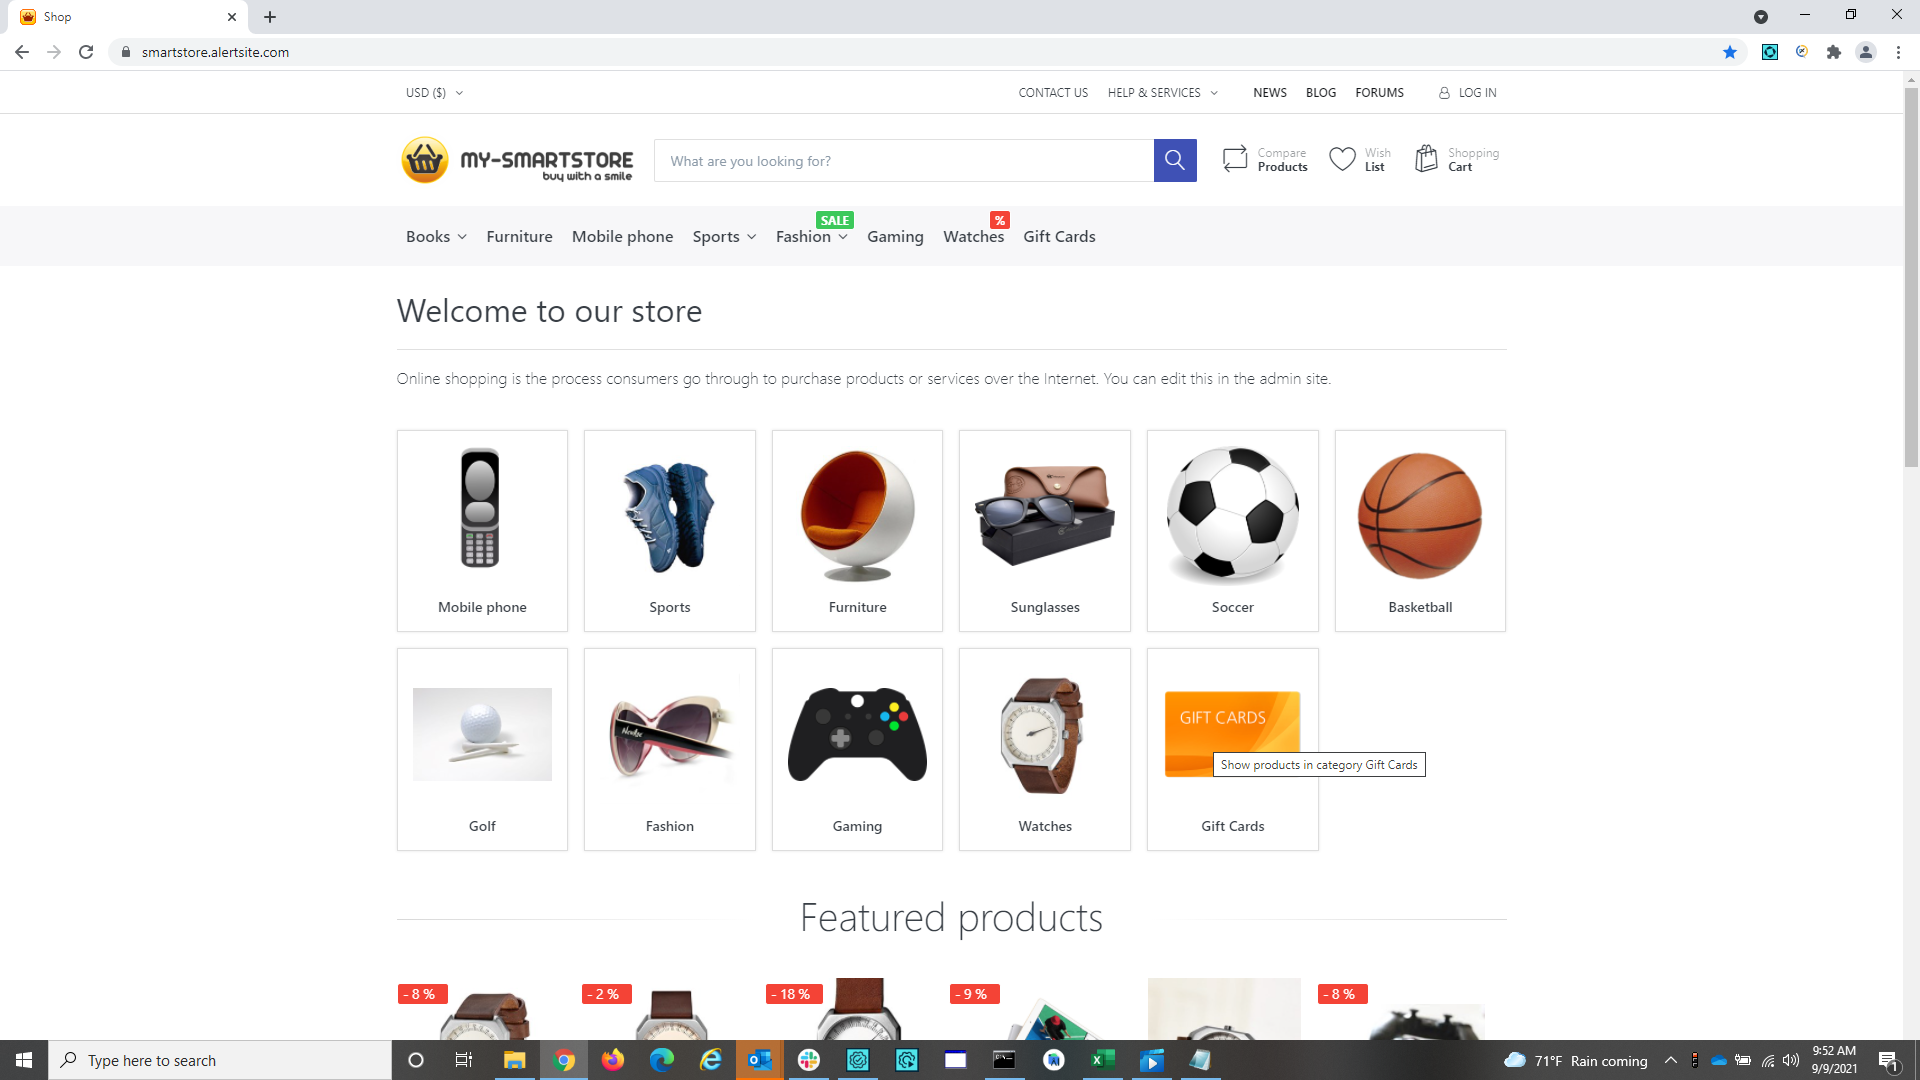 Shop
smartstore.alertsite.com
USD ($)
CONTACT US
HELP & SERVICES
NEWS
BLOG
FORUMS
LOG IN
MY-SMARTSTORE
buy with a smile
What are you looking for?
Compare
Products
Wish
List
Shopping
Cart
SALE
%
Books
Furniture
Mobile phone
Sports
Fashion
Gaming
Watches
Gift Cards
Welcome to our store
Online shopping is the process consumers go through to purchase products or services over the Internet. You can edit this in the admin site.
Mobile phone
Sports
Furniture
Sunglasses
Soccer
Basketball
GIFT CARDS
Show products in category Gift Cards
Golf
Fashion
Gaming
Watches
Gift Cards
Featured products
- 8 %
- 2 %
- 18 %
- 9 %
- 8 %
Type here to search
71°F Rain coming
9:52 AM
9/9/2021
1